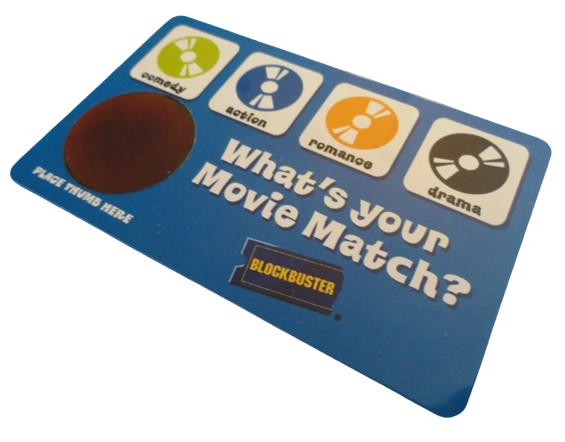 comedy
action
romance
drama
PLACE THUMB HERE
What's your
Movie Match?
BLOCKBUSTER